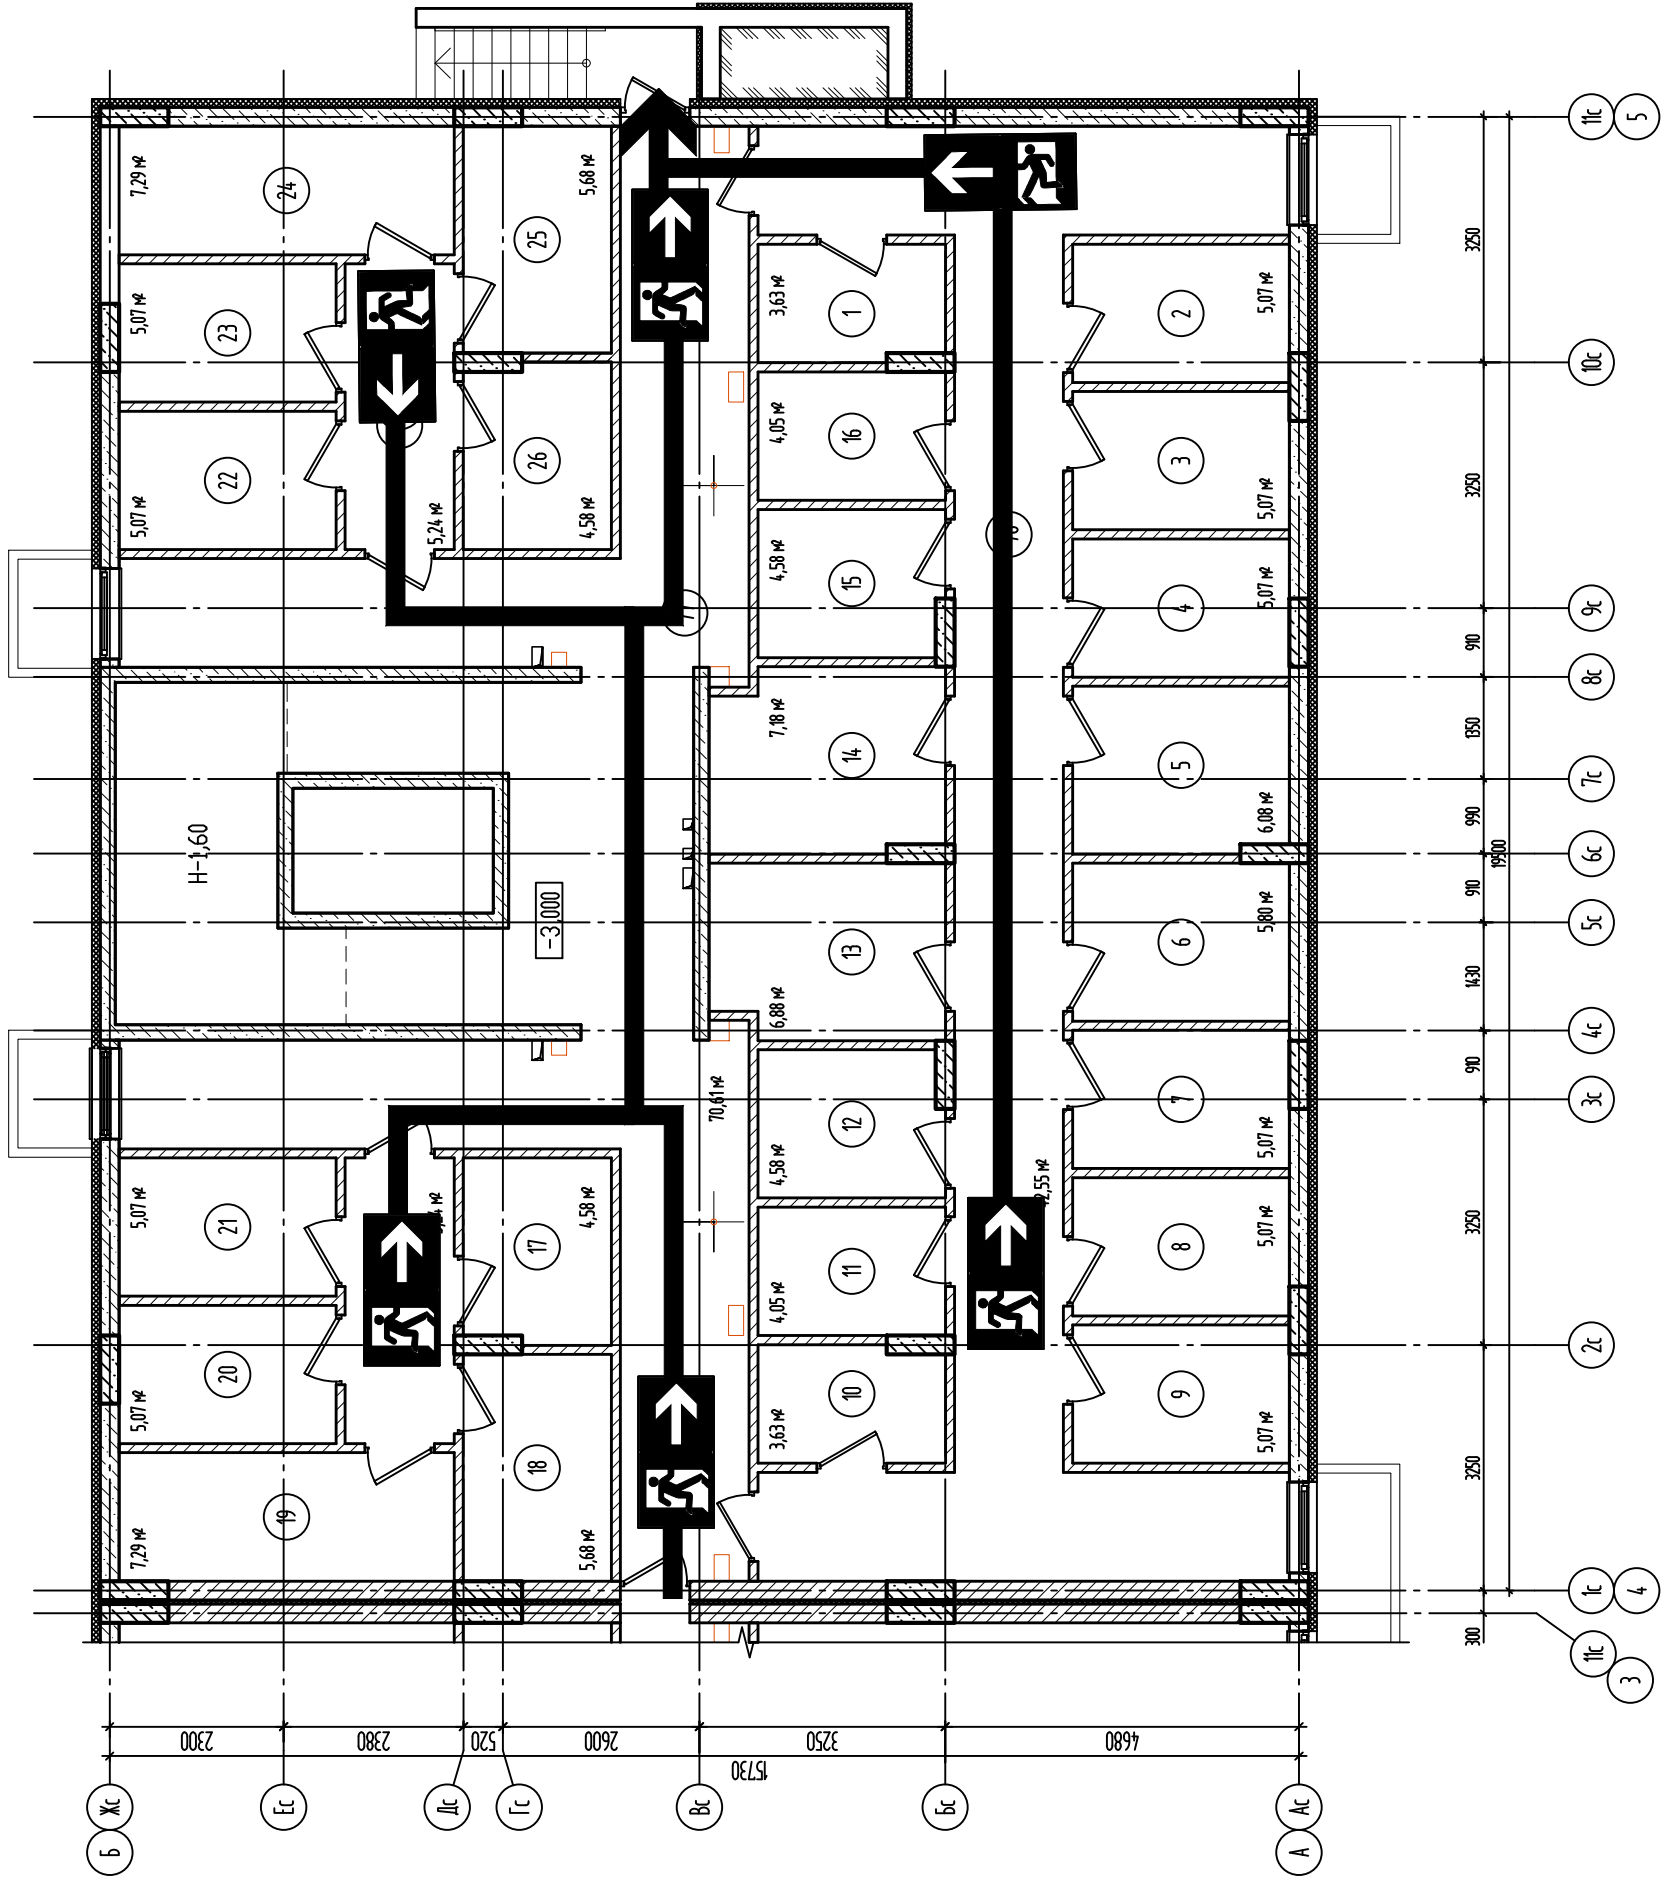 7,29 м²
24
5,07 м²
23
5,07 м²
22
5,68 м²
25
4,58 м²
26
5,24 м²
3,63 м²
1
4,05 м²
16
4,58 м²
15
7,18 м²
14
6,88 м²
13
4,58 м²
12
4,05 м²
11
3,63 м²
10
5,07 м²
2
5,07 м²
3
5,07 м²
4
6,08 м²
5
5,80 м²
6
5,07 м²
7
5,07 м²
8
5,07 м²
9
H-1,60
-3,000
70,61 м²
5,07 м²
21
5,07 м²
20
7,29 м²
19
4,58 м²
17
5,68 м²
18
11с
5
10с
9с
8с
7с
6с
5с
4с
3с
2с
1с
4
11с
3
3250
3250
910
1350
990
910
1430
910
3250
3250
300
19500
2300
2380
520
2600
3250
4680
15730
Жс
Б
Ес
Дс
Гс
Вс
Бс
Ас
А